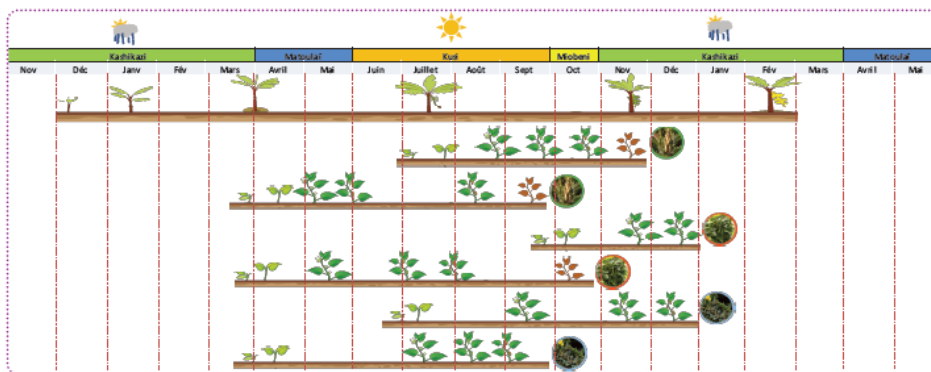 Kashikazi Matoulaï Kusi Miobeni Kashikazi Matoulaï
Nov Déc Janv Fév Mars Avril Mai Juin Juillet Août Sept Oct Nov Déc Janv Fév Mars Avril Mai